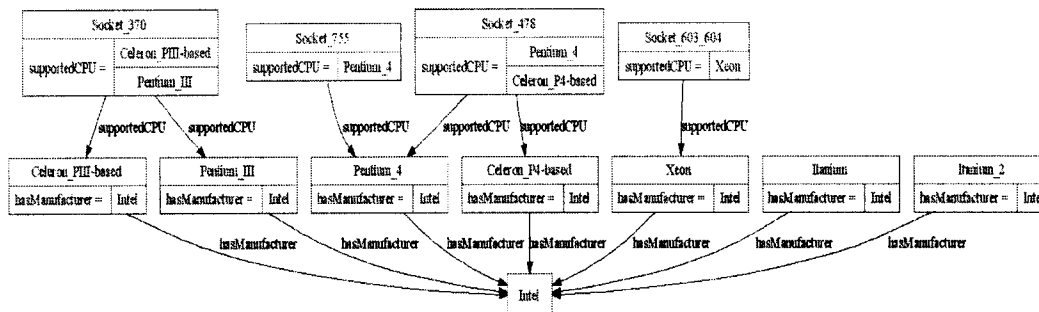 Socket_370
supportedCPU =
Celeron_PIII-based
Pentium_III
Socket_755
supportedCPU = Pentium_4
Socket_478
supportedCPU =
Pentium_4
Celeron_P4-based
Socket_603_604
supportedCPU = Xeon
supportedCPU supportedCPU supportedCPU supportedCPU supportedCPU supportedCPU
Celeron_PIII-based
hasManufacturer = Intel
Pentium_III
hasManufacturer = Intel
Pentium_4
hasManufacturer = Intel
Celeron_P4-based
hasManufacturer = Intel
Xeon
hasManufacturer = Intel
Itanium
hasManufacturer = Intel
Itanium_2
hasManufacturer = Intel
hasManufacturer hasManufacturer hasManufacturer hasManufacturer hasManufacturer hasManufacturer hasManufacturer
Intel